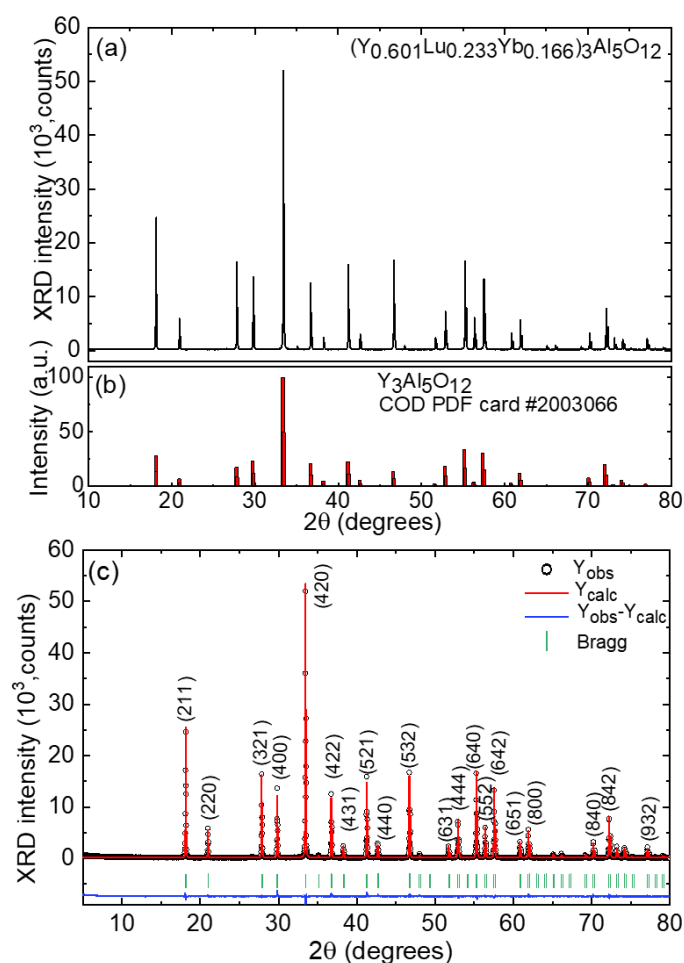 (a) (Y0.601Lu0.233Yb0.166)3Al5O12
XRD intensity (10³,counts)
60
50
40
30
20
10
0
(b) Y3Al5O12
COD PDF card #2003066
Intensity (a.u.)
100
50
0
10 20 30 40 50 60 70 80
2θ (degrees)
(c)
XRD intensity (10³,counts)
60
50
40
30
20
10
0
Yobs
Ycalc
Yobs-Ycalc
Bragg
(211)
(220)
(321)
(400)
(420)
(422)
(431)
(521)
(440)
(532)
(631)
(444)
(640)
(552)
(642)
(651)
(800)
(840)
(842)
(932)
10 20 30 40 50 60 70 80
2θ (degrees)